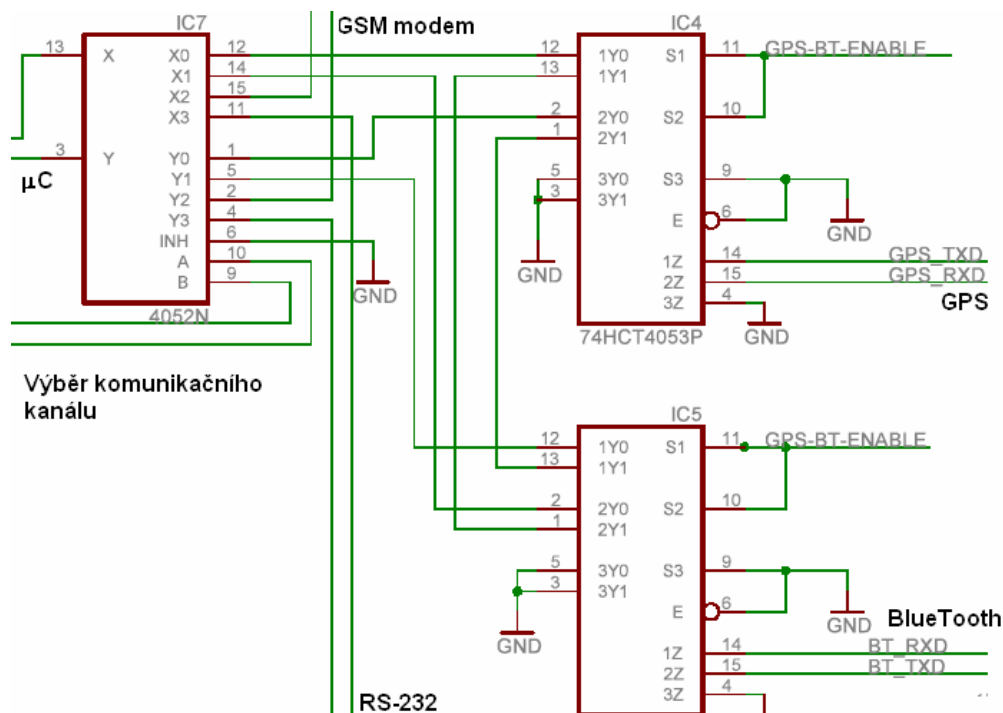 GSM modem
IC7
13 X X0 12
X1 14
X2 15
X3 11
3 Y Y0 1
μC
Y1 5
Y2 2
Y3 4
INH 6
A 10
B 9
GND
4052N
Výběr komunikačního
kanálu
RS-232
IC4
12 1Y0 S1 11 GPS-BT-ENABLE
13 1Y1
2 2Y0 S2 10
1 2Y1
5 3Y0 S3 9
3 3Y1
E 6
GND
GND
1Z 14 GPS_TXD
2Z 15 GPS_RXD
GPS
3Z 4
74HCT4053P
GND
IC5
12 1Y0 S1 11 GPS-BT-ENABLE
13 1Y1
2 2Y0 S2 10
1 2Y1
5 3Y0 S3 9
3 3Y1
E 6
GND
GND
BlueTooth
1Z 14 BT_RXD
2Z 15 BT_TXD
3Z 4